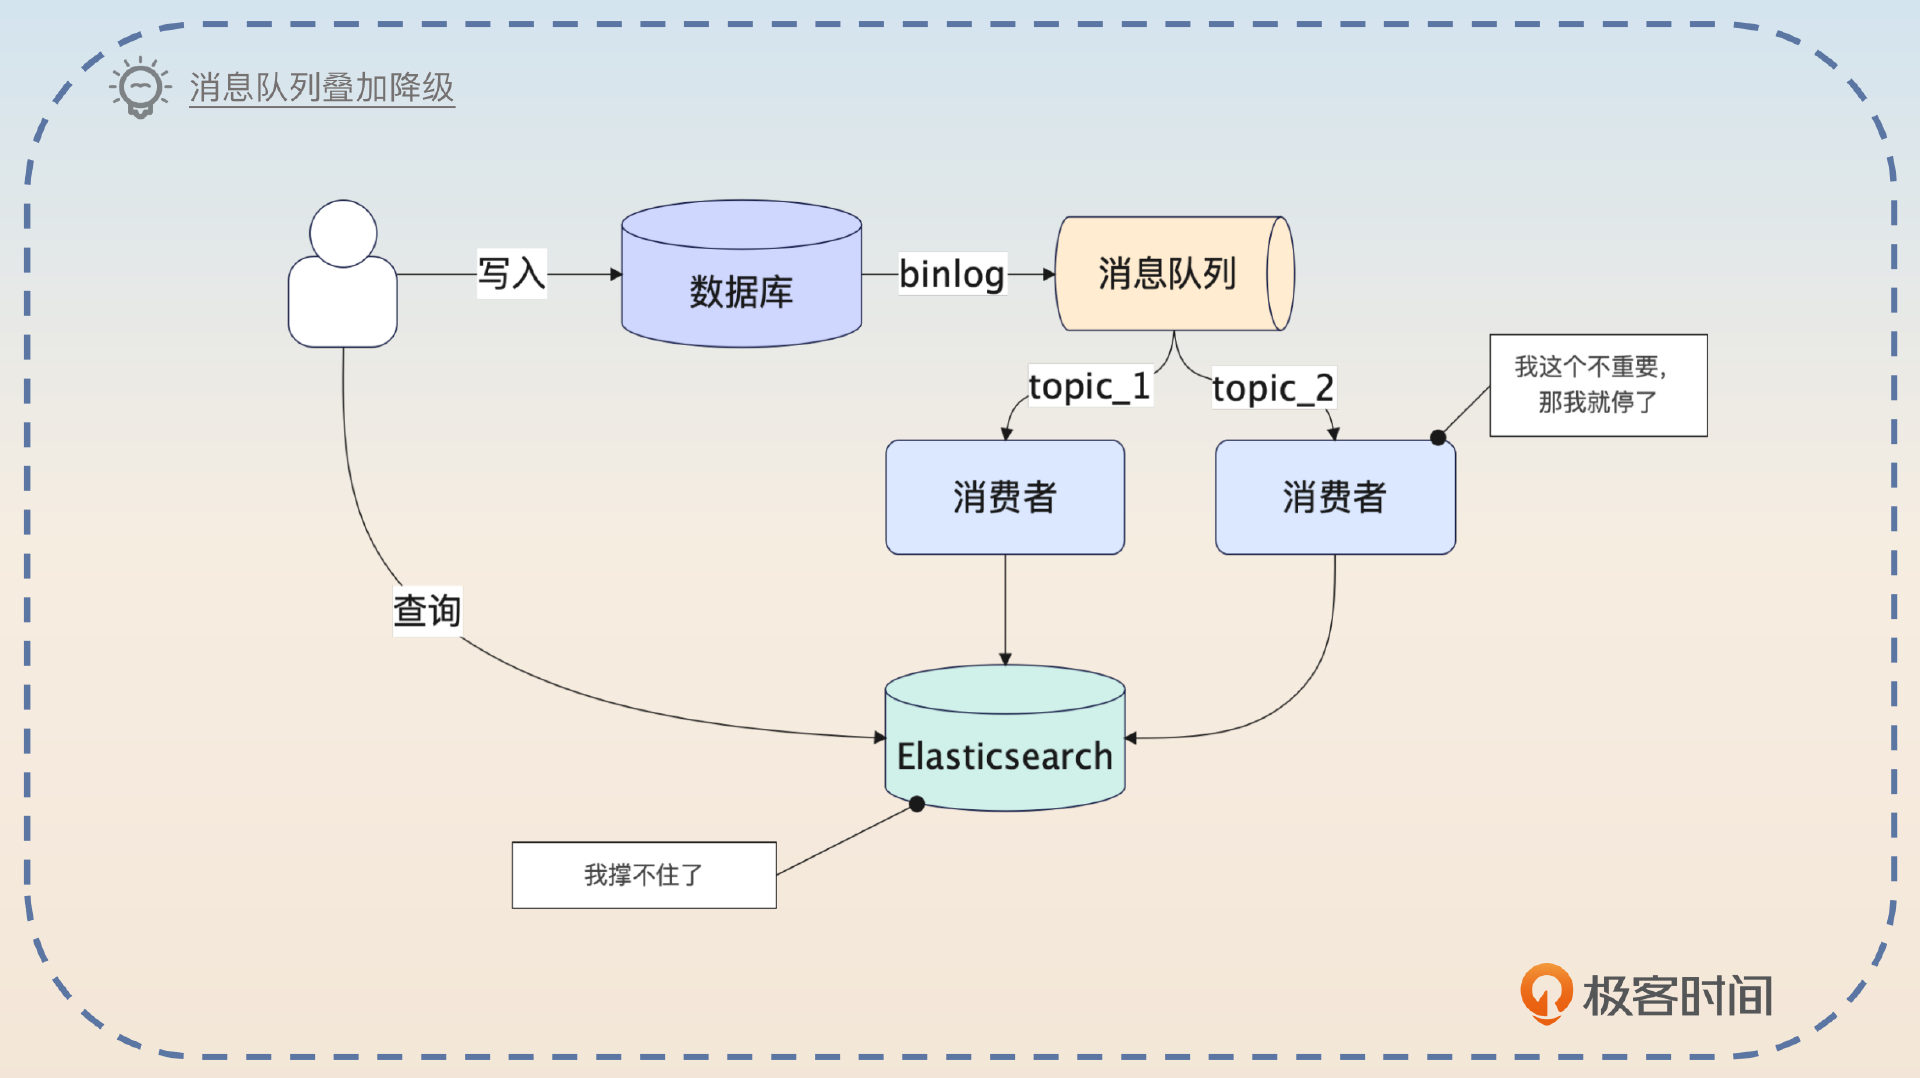 消息队列叠加降级
写入
数据库
binlog
消息队列
topic_1
topic_2
我这个不重要，
那我就停了
消费者
消费者
查询
Elasticsearch
我撑不住了
极客时间